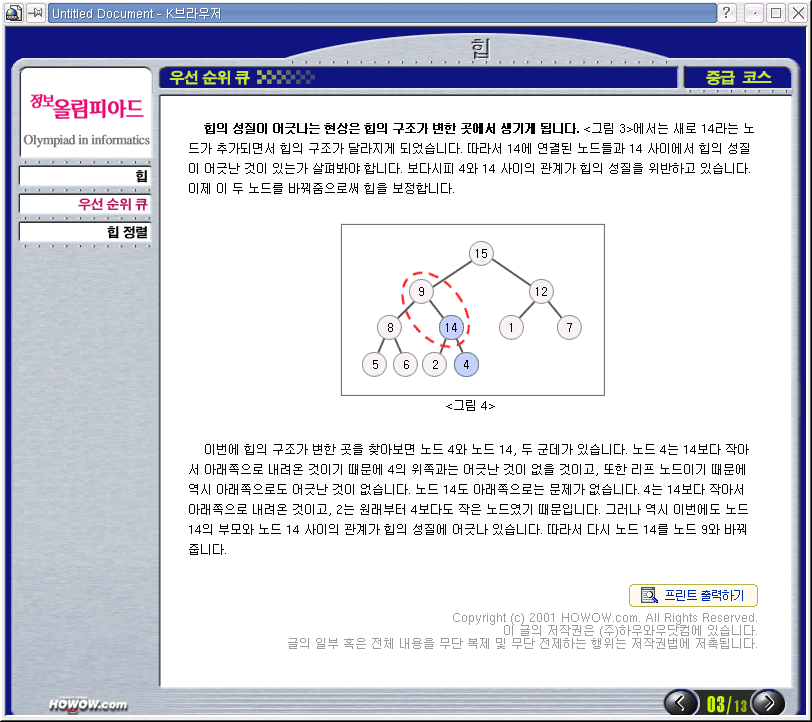 Untitled Document - K브라우저
힙
정보올림피아드
Olympiad in informatics
힙
우선 순위 큐
힙 정렬
우선 순위 큐
중급 코스
힙의 성질이 어긋나는 현상은 힙의 구조가 변한 곳에서 생기게 됩니다. <그림 3>에서는 새로 14라는 노
드가 추가되면서 힙의 구조가 달라지게 되었습니다. 따라서 14에 연결된 노드들과 14 사이에서 힙의 성질
이 어긋난 것이 있는가 살펴봐야 합니다. 보다시피 4와 14 사이의 관계가 힙의 성질을 위반하고 있습니다.
이제 이 두 노드를 바꿔줌으로써 힙을 보정합니다.
15
9
12
8
14
1
7
5
6
2
4
<그림 4>
이번에 힙의 구조가 변한 곳을 찾아보면 노드 4와 노드 14, 두 군데가 있습니다. 노드 4는 14보다 작아
서 아래쪽으로 내려온 것이기 때문에 4의 위쪽과는 어긋난 것이 없을 것이고, 또한 리프 노드이기 때문에
역시 아래쪽으로도 어긋난 것이 없습니다. 노드 14도 아래쪽으로는 문제가 없습니다. 4는 14보다 작아서
아래쪽으로 내려온 것이고, 2는 원래부터 4보다도 작은 노드였기 때문입니다. 그러나 역시 이번에도 노드
14의 부모와 노드 14 사이의 관계가 힙의 성질에 어긋나 있습니다. 따라서 다시 노드 14를 노드 9와 바꿔
줍니다.
프린트 출력하기
Copyright (c) 2001 HOWOW.com. All Rights Reserved.
이 글의 저작권은 (주)하우와우닷컴에 있습니다.
글의 일부 혹은 전체 내용을 무단 복제 및 무단 전제하는 행위는 저작권법에 저촉됩니다.
HOWOW.com
03/13